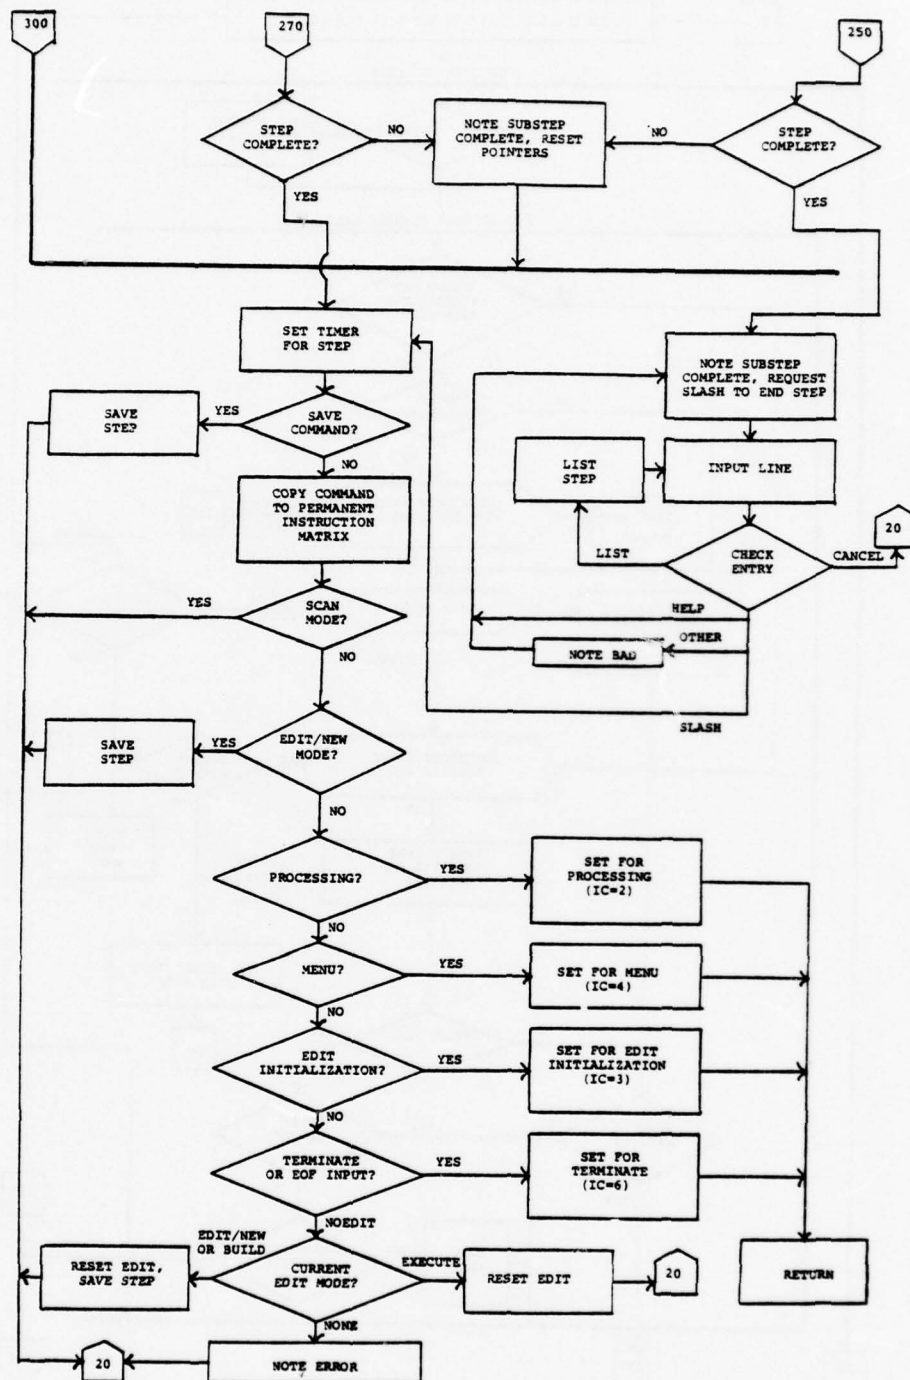 300
270
250
STEP
COMPLETE?
NO
NOTE SUBSTEP
COMPLETE, RESET
POINTERS
NO
STEP
COMPLETE?
YES
YES
SET TIMER
FOR STEP
NOTE SUBSTEP
COMPLETE, REQUEST
SLASH TO END STEP
SAVE
STEP
YES
SAVE
COMMAND?
NO
LIST
STEP
INPUT LINE
COPY COMMAND
TO PERMANENT
INSTRUCTION
MATRIX
20
LIST
CHECK
ENTRY
CANCEL
YES
SCAN
MODE?
HELP
OTHER
NOTE BAD
NO
SLASH
SAVE
STEP
YES
EDIT/NEW
MODE?
NO
PROCESSING?
YES
SET FOR
PROCESSING
(IC=2)
NO
MENU?
YES
SET FOR MENU
(IC=4)
NO
EDIT
INITIALIZATION?
YES
SET FOR EDIT
INITIALIZATION
(IC=3)
NO
TERMINATE
OR EOF INPUT?
YES
SET FOR
TERMINATE
(IC=6)
NOEDIT
EDIT/NEW
OR BUILD
RESET EDIT,
SAVE STEP
CURRENT
EDIT MODE?
EXECUTE
RESET EDIT
20
RETURN
NONE
20
NOTE ERROR